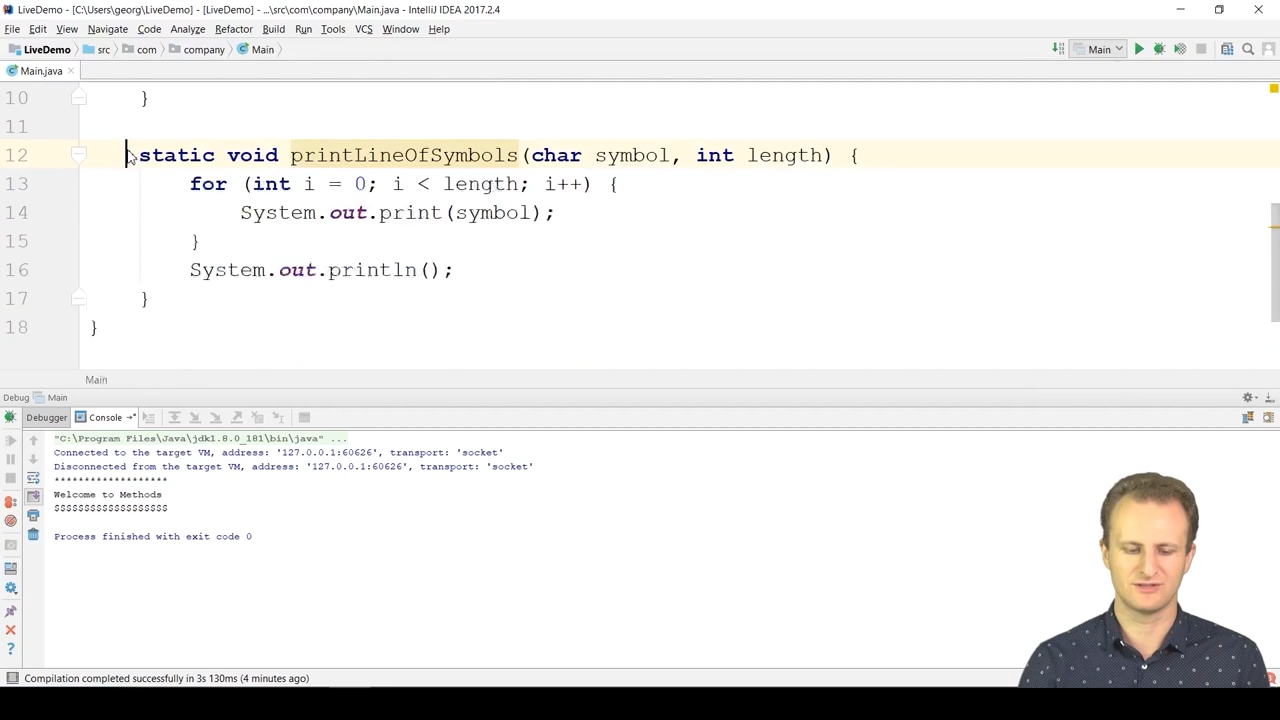 LiveDemo - [C:\Users\georg\LiveDemo] - [LiveDemo] - ...\src\com\company\Main.java - IntelliJ IDEA 2017.2.4
File Edit View Navigate Code Analyze Refactor Build Run Tools VCS Window Help
LiveDemo src com company Main Main
Main.java
10 }
11
12 static void printLineOfSymbols(char symbol, int length) {
13 for (int i = 0; i < length; i++) {
14 System.out.print(symbol);
15 }
16 System.out.println();
17 }
18 }
Main
Debug Main
Debugger Console
"C:\Program Files\Java\jdk1.8.0_181\bin\java" ...
Connected to the target VM, address: '127.0.0.1:60626', transport: 'socket'
Disconnected from the target VM, address: '127.0.0.1:60626', transport: 'socket'
*******************
Welcome to Methods
$$$$$$$$$$$$$$$$$$$
Process finished with exit code 0
Compilation completed successfully in 3s 130ms (4 minutes ago)